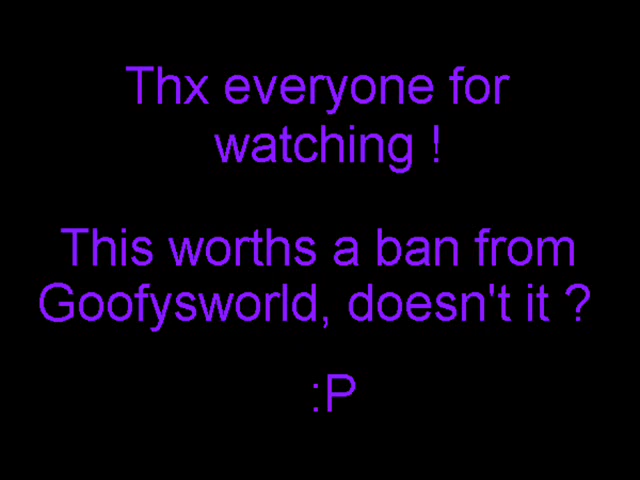 Thx everyone for
watching !
This worths a ban from
Goofysworld, doesn't it ?
:P